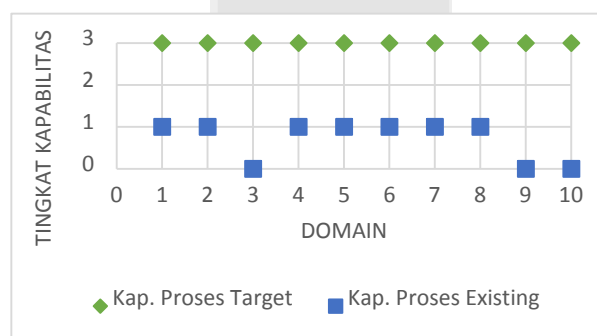 TINGKAT KAPABILITAS
3
2
1
0
0 1 2 3 4 5 6 7 8 9 10
DOMAIN
Kap. Proses Target Kap. Proses Existing